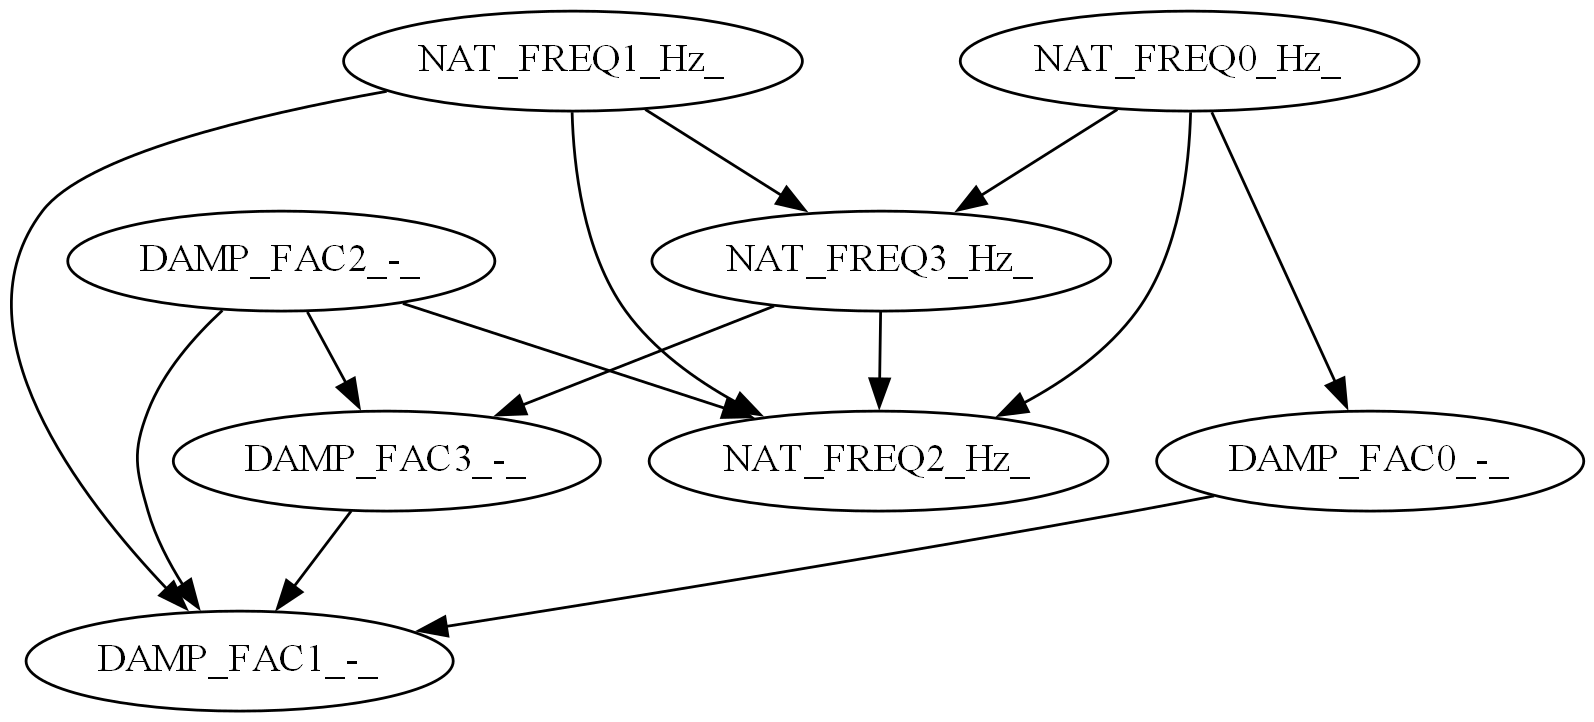 NAT_FREQ1_Hz_
NAT_FREQ0_Hz_
DAMP_FAC2_-_
NAT_FREQ3_Hz_
DAMP_FAC3_-_
NAT_FREQ2_Hz_
DAMP_FAC0_-_
DAMP_FAC1_-_